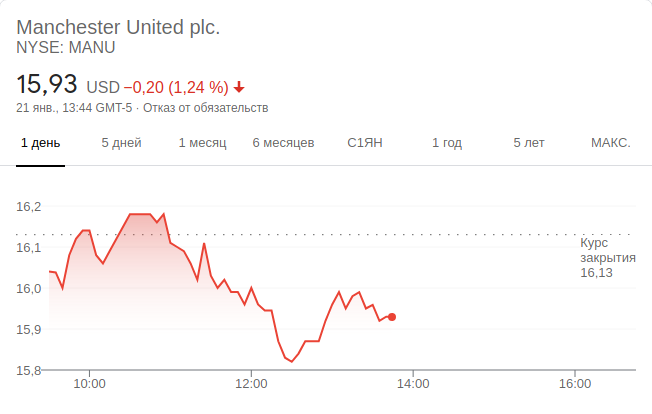 Manchester United plc.
NYSE: MANU
15,93 USD −0,20 (1,24 %)
21 янв., 13:44 GMT-5 · Отказ от обязательств
1 день 5 дней 1 месяц 6 месяцев С1ЯН 1 год 5 лет МАКС.
16,2
16,1
16,0
15,9
15,8
Курс
закрытия
16,13
10:00 12:00 14:00 16:00